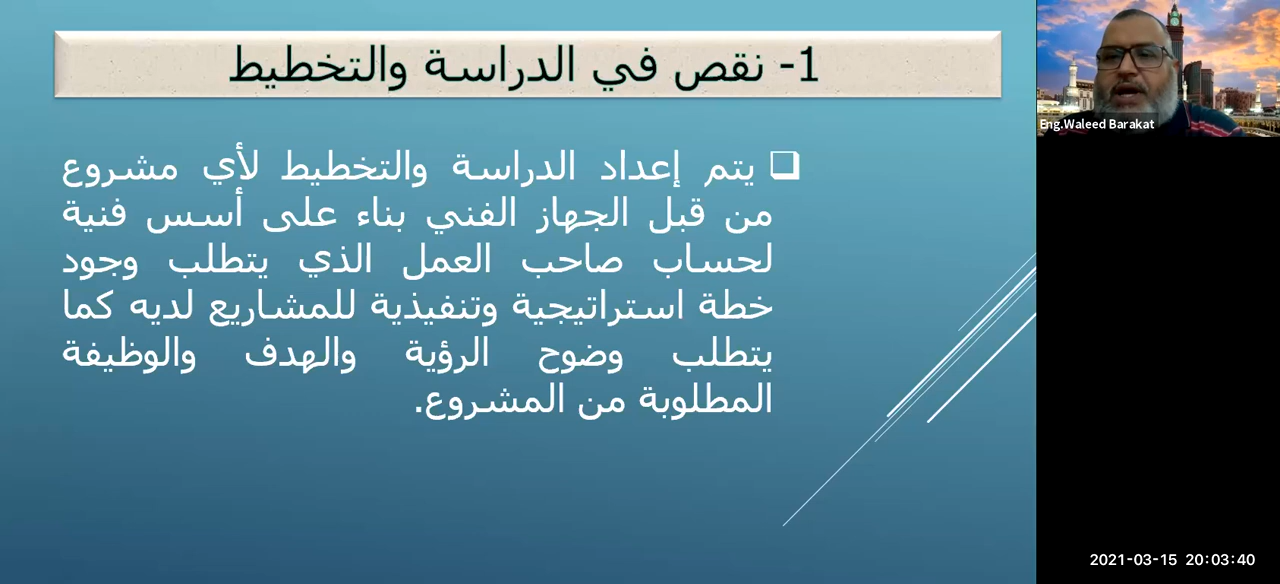 1- نقص في الدراسة والتخطيط
❑ يتم إعداد الدراسة والتخطيط لأي مشروع
من قبل الجهاز الفني بناء على أسس فنية
لحساب صاحب العمل الذي يتطلب وجود
خطة استراتيجية وتنفيذية للمشاريع لديه كما
يتطلب وضوح الرؤية والهدف والوظيفة
المطلوبة من المشروع.
Eng.Waleed Barakat
2021-03-15 20:03:40